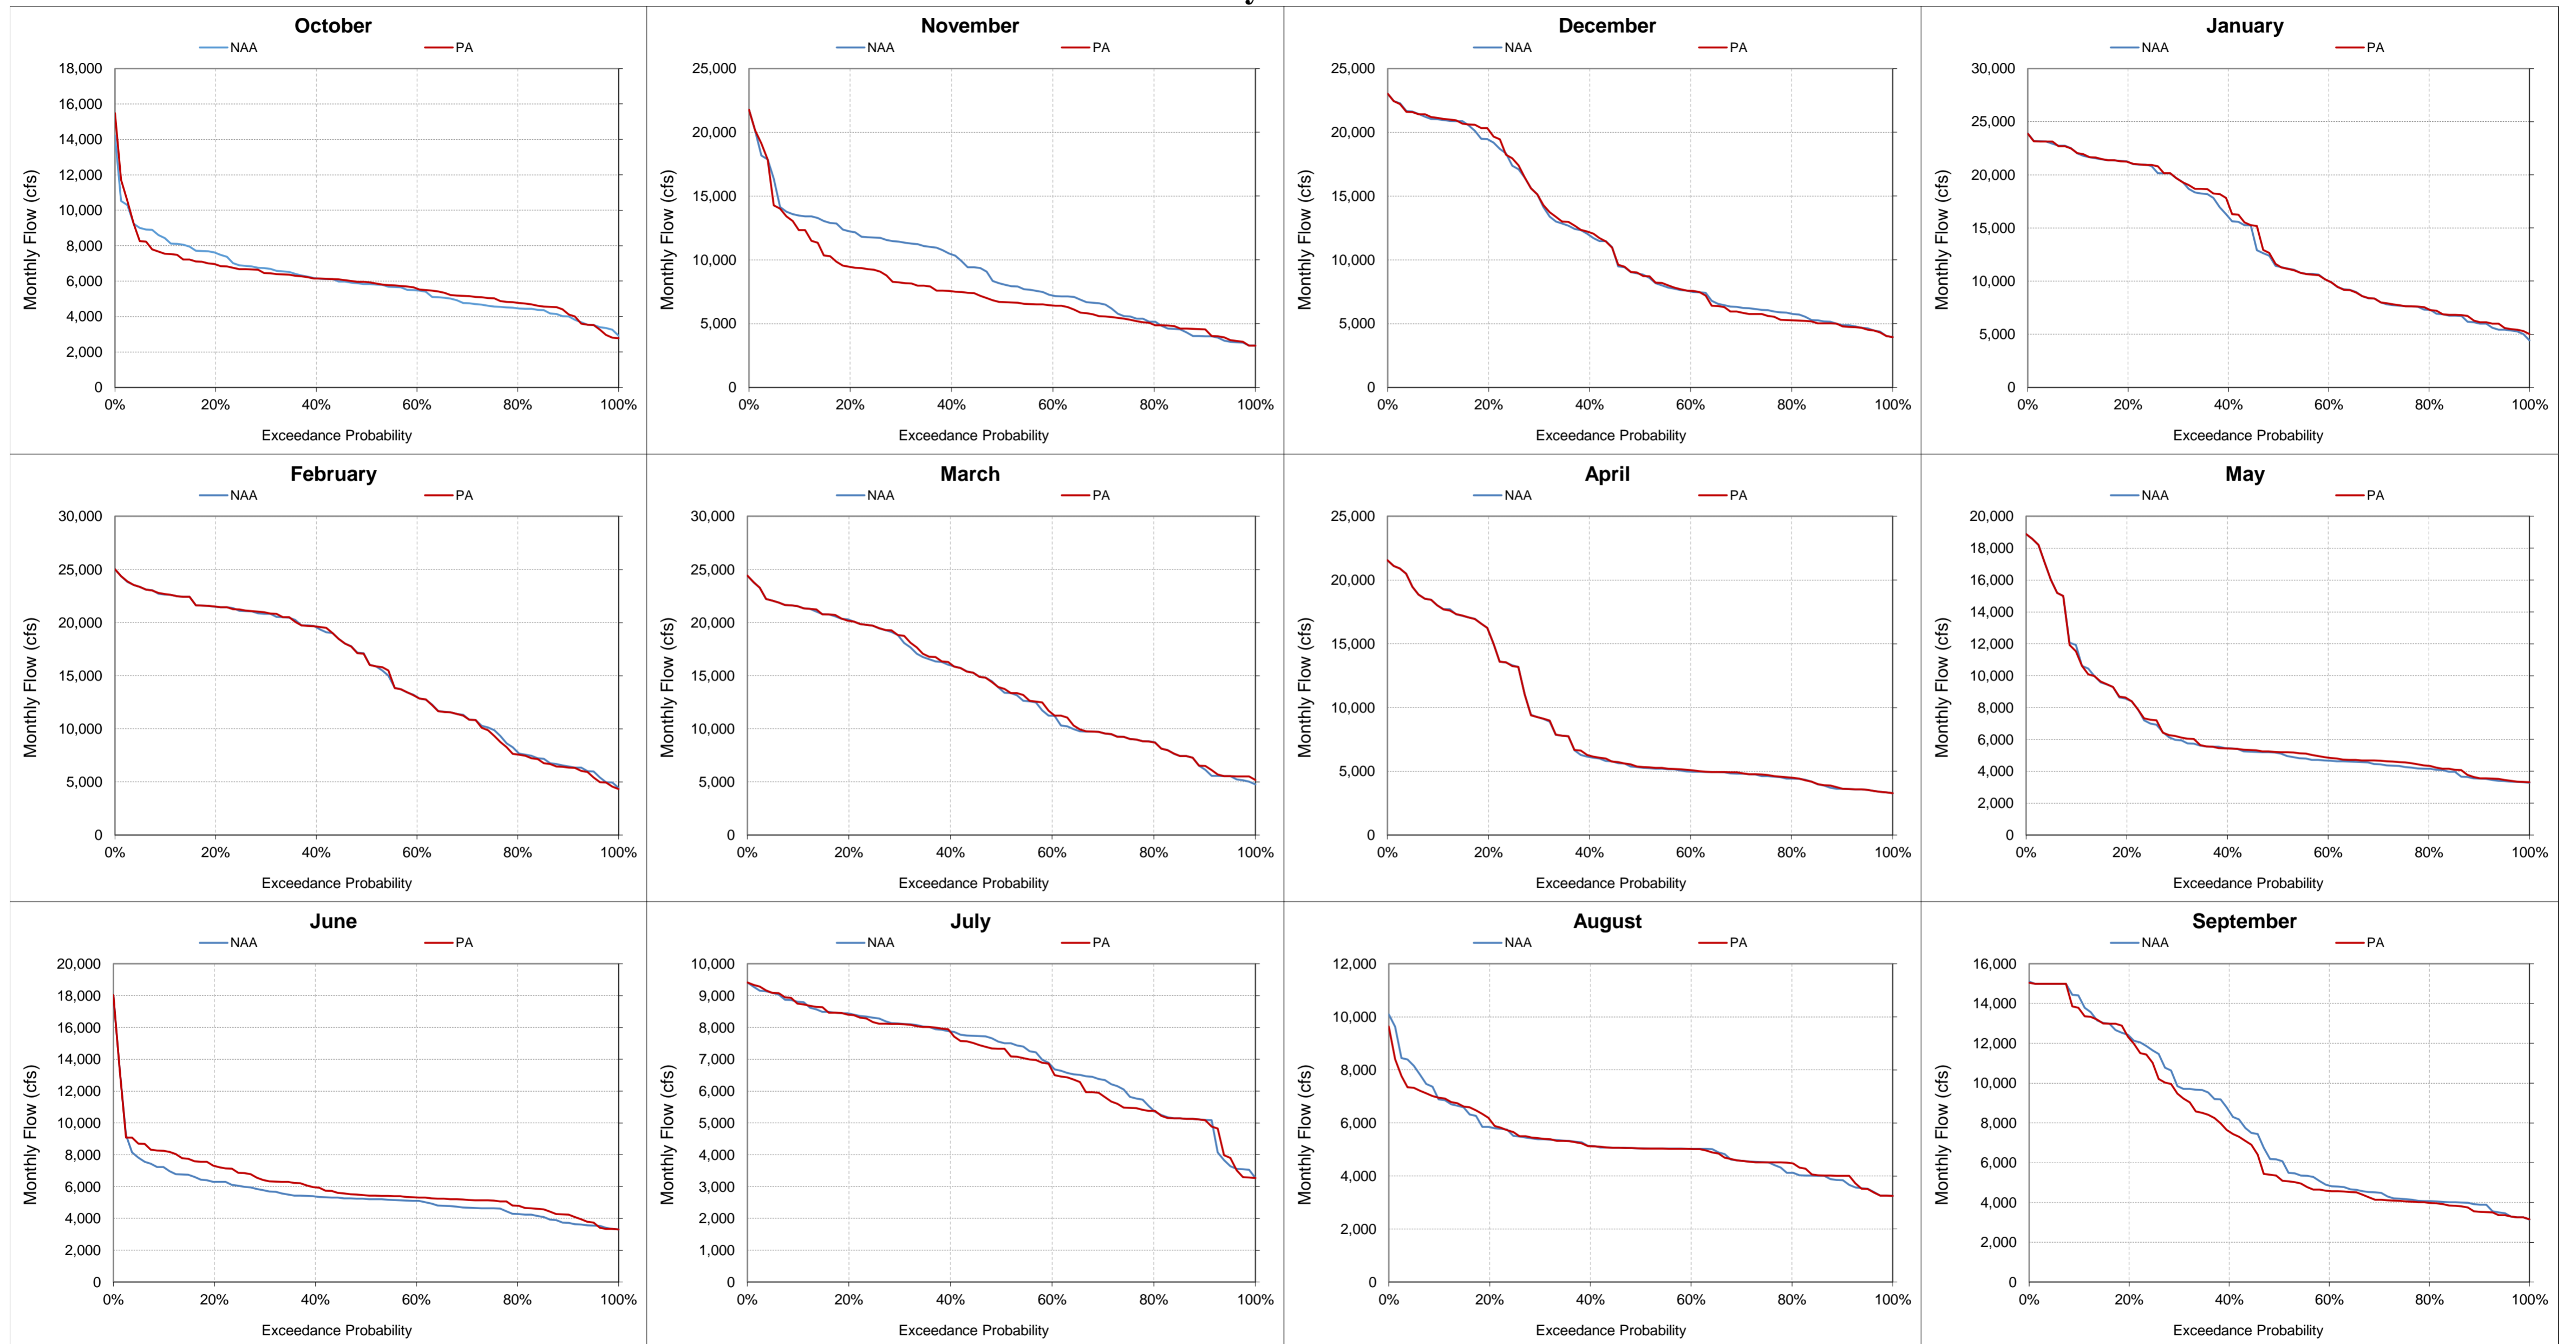 October
NAA PA
18,000
16,000
14,000
12,000
10,000
8,000
6,000
4,000
2,000
0
Monthly Flow (cfs)
0% 20% 40% 60% 80% 100%
Exceedance Probability
November
NAA PA
25,000
20,000
15,000
10,000
5,000
0
Monthly Flow (cfs)
0% 20% 40% 60% 80% 100%
Exceedance Probability
December
NAA PA
25,000
20,000
15,000
10,000
5,000
0
Monthly Flow (cfs)
0% 20% 40% 60% 80% 100%
Exceedance Probability
January
NAA PA
30,000
25,000
20,000
15,000
10,000
5,000
0
Monthly Flow (cfs)
0% 20% 40% 60% 80% 100%
Exceedance Probability
February
NAA PA
30,000
25,000
20,000
15,000
10,000
5,000
0
Monthly Flow (cfs)
0% 20% 40% 60% 80% 100%
Exceedance Probability
March
NAA PA
30,000
25,000
20,000
15,000
10,000
5,000
0
Monthly Flow (cfs)
0% 20% 40% 60% 80% 100%
Exceedance Probability
April
NAA PA
25,000
20,000
15,000
10,000
5,000
0
Monthly Flow (cfs)
0% 20% 40% 60% 80% 100%
Exceedance Probability
May
NAA PA
20,000
18,000
16,000
14,000
12,000
10,000
8,000
6,000
4,000
2,000
0
Monthly Flow (cfs)
0% 20% 40% 60% 80% 100%
Exceedance Probability
June
NAA PA
20,000
18,000
16,000
14,000
12,000
10,000
8,000
6,000
4,000
2,000
0
Monthly Flow (cfs)
0% 20% 40% 60% 80% 100%
Exceedance Probability
July
NAA PA
10,000
9,000
8,000
7,000
6,000
5,000
4,000
3,000
2,000
1,000
0
Monthly Flow (cfs)
0% 20% 40% 60% 80% 100%
Exceedance Probability
August
NAA PA
12,000
10,000
8,000
6,000
4,000
2,000
0
Monthly Flow (cfs)
0% 20% 40% 60% 80% 100%
Exceedance Probability
September
NAA PA
16,000
14,000
12,000
10,000
8,000
6,000
4,000
2,000
0
Monthly Flow (cfs)
0% 20% 40% 60% 80% 100%
Exceedance Probability